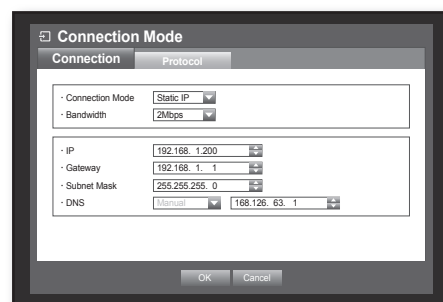 Connection Mode
Connection Protocol
· Connection Mode Static IP
· Bandwidth 2Mbps
· IP 192.168. 1.200
· Gateway 192.168. 1. 1
· Subnet Mask 255.255.255. 0
· DNS Manual 168.126. 63. 1
OK Cancel